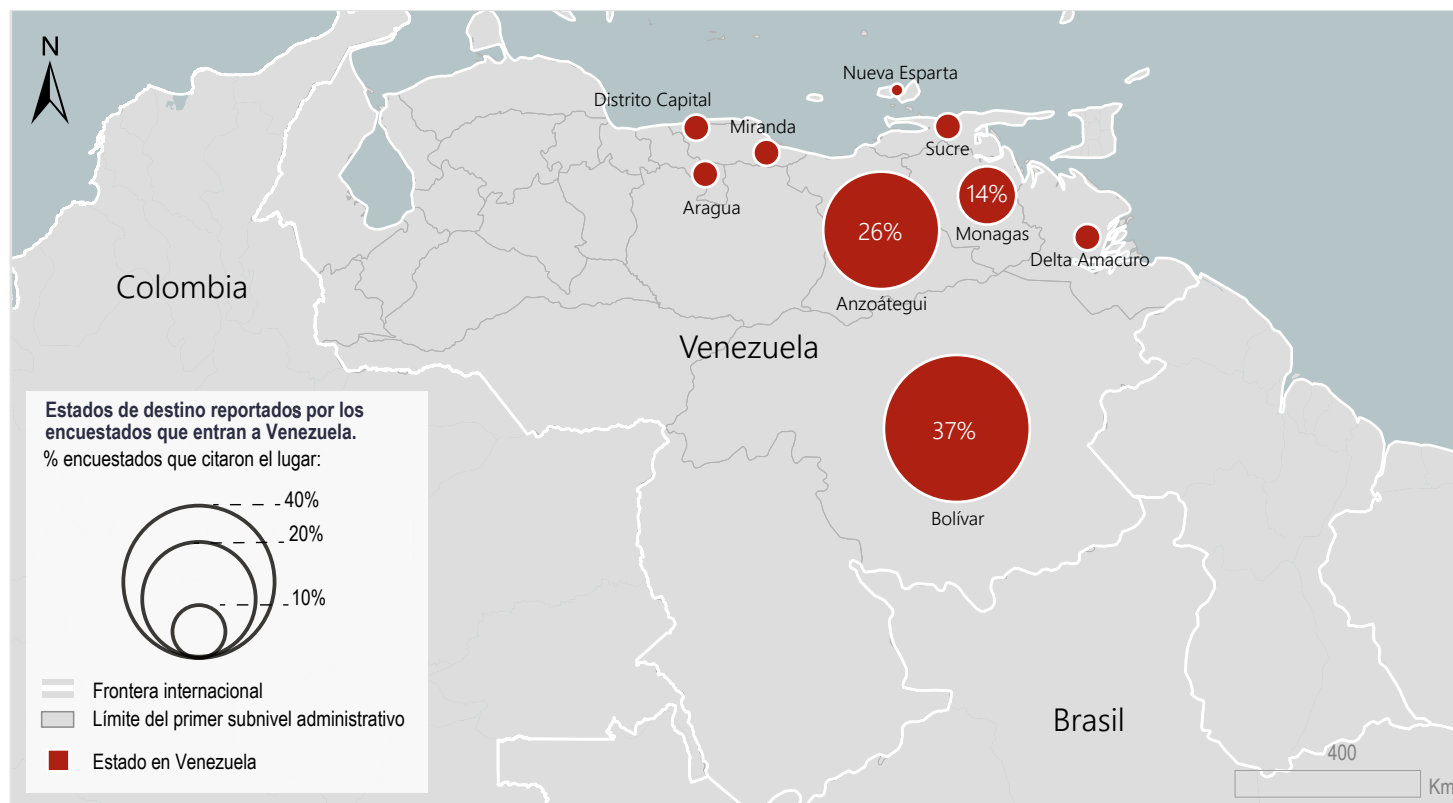 N
Nueva Esparta
Distrito Capital
Miranda
Sucre
Aragua
14%
Monagas
26%
Delta Amacuro
Anzoátegui
Colombia
Venezuela
37%
Bolívar
Brasil
Estados de destino reportados por los
encuestados que entran a Venezuela.
% encuestados que citaron el lugar:
40%
20%
10%
Frontera internacional
Límite del primer subnivel administrativo
Estado en Venezuela
400
Km